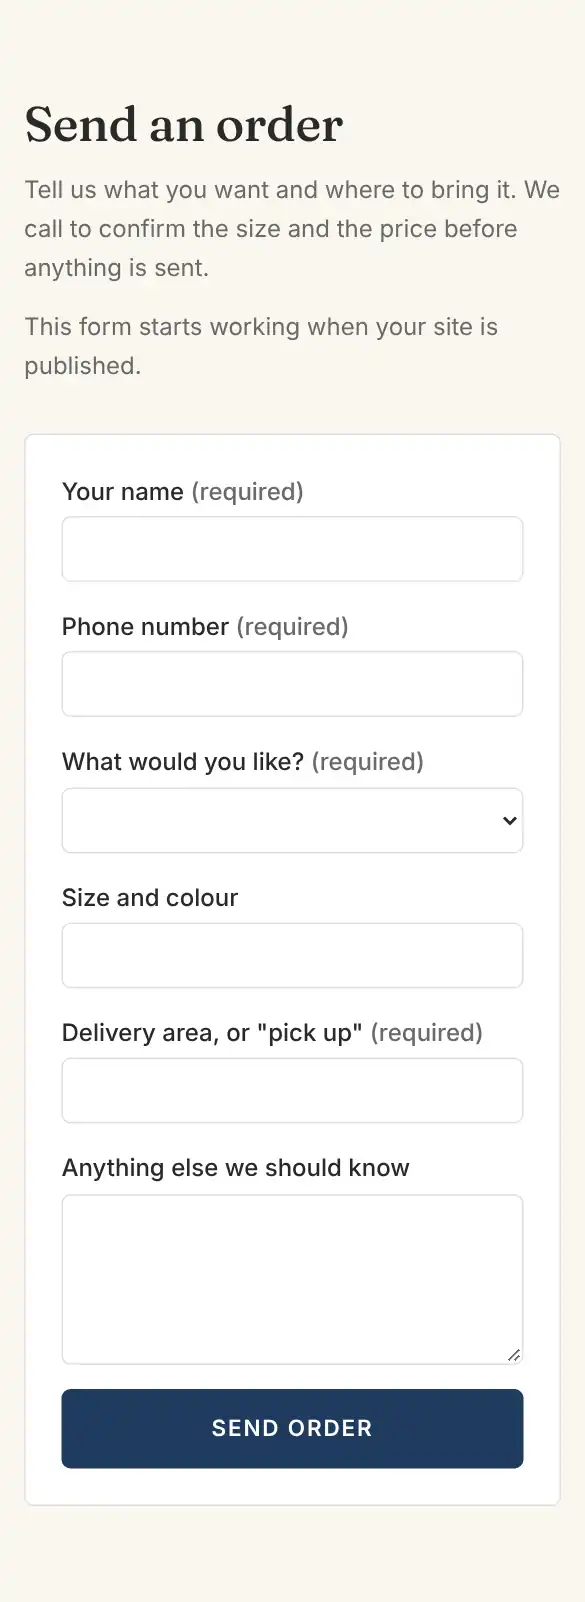 Send an order
Tell us what you want and where to bring it. We
call to confirm the size and the price before
anything is sent.
This form starts working when your site is
published.
Your name (required)
Phone number (required)
What would you like? (required)
Size and colour
Delivery area, or "pick up" (required)
Anything else we should know
SEND ORDER